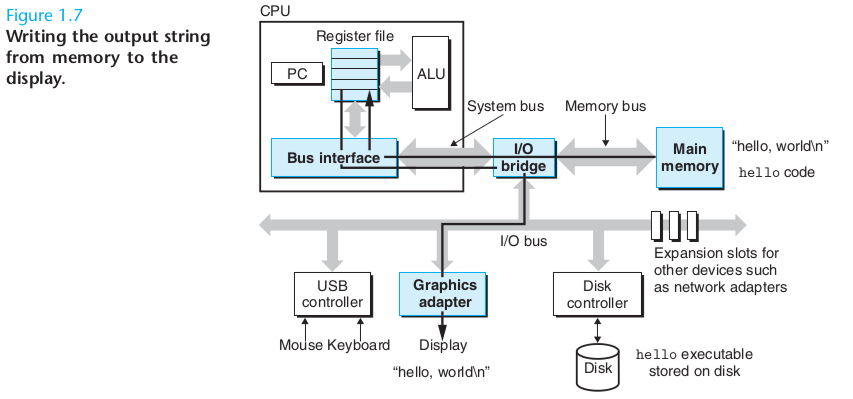 Figure 1.7
Writing the output string
from memory to the
display.
CPU
Register file
PC
ALU
System bus
Memory bus
Bus interface
I/O
bridge
Main
memory
“hello, world\n”
hello code
I/O bus
Expansion slots for
other devices such
as network adapters
USB
controller
Graphics
adapter
Disk
controller
Mouse Keyboard
Display
“hello, world\n”
Disk
hello executable
stored on disk